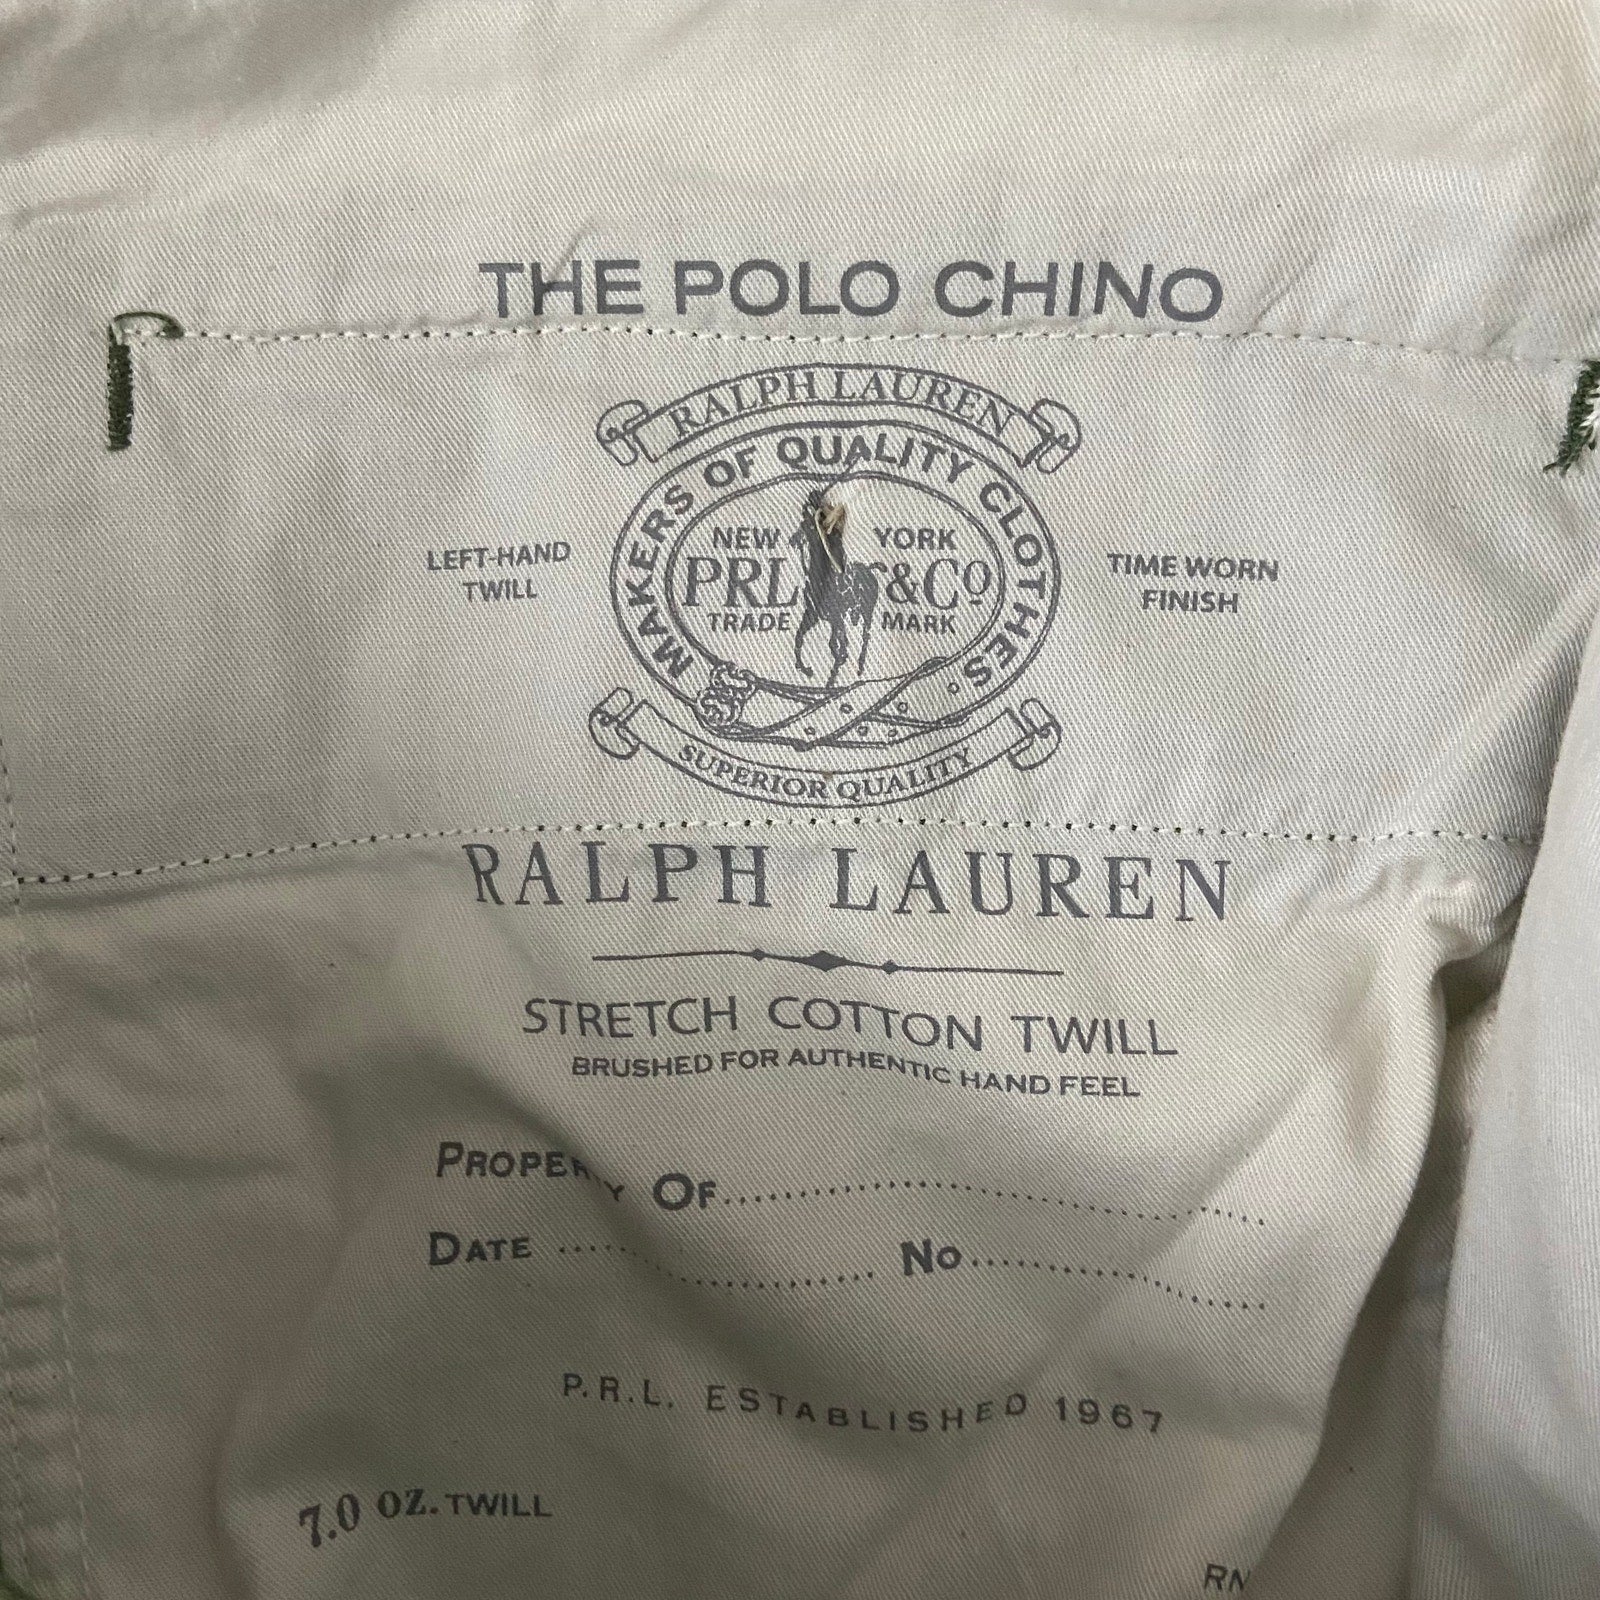 THE POLO CHINO
RALPH LAUREN
MAKERS OF QUALITY CLOTHES
NEW YORK
PRL &Co
TRADE MARK
SUPERIOR QUALITY
LEFT-HAND
TWILL
TIME WORN
FINISH
RALPH LAUREN
STRETCH COTTON TWILL
BRUSHED FOR AUTHENTIC HAND FEEL
PROPERTY OF
DATE No
P.R.L. ESTABLISHED 1967
7.0 OZ. TWILL
RN